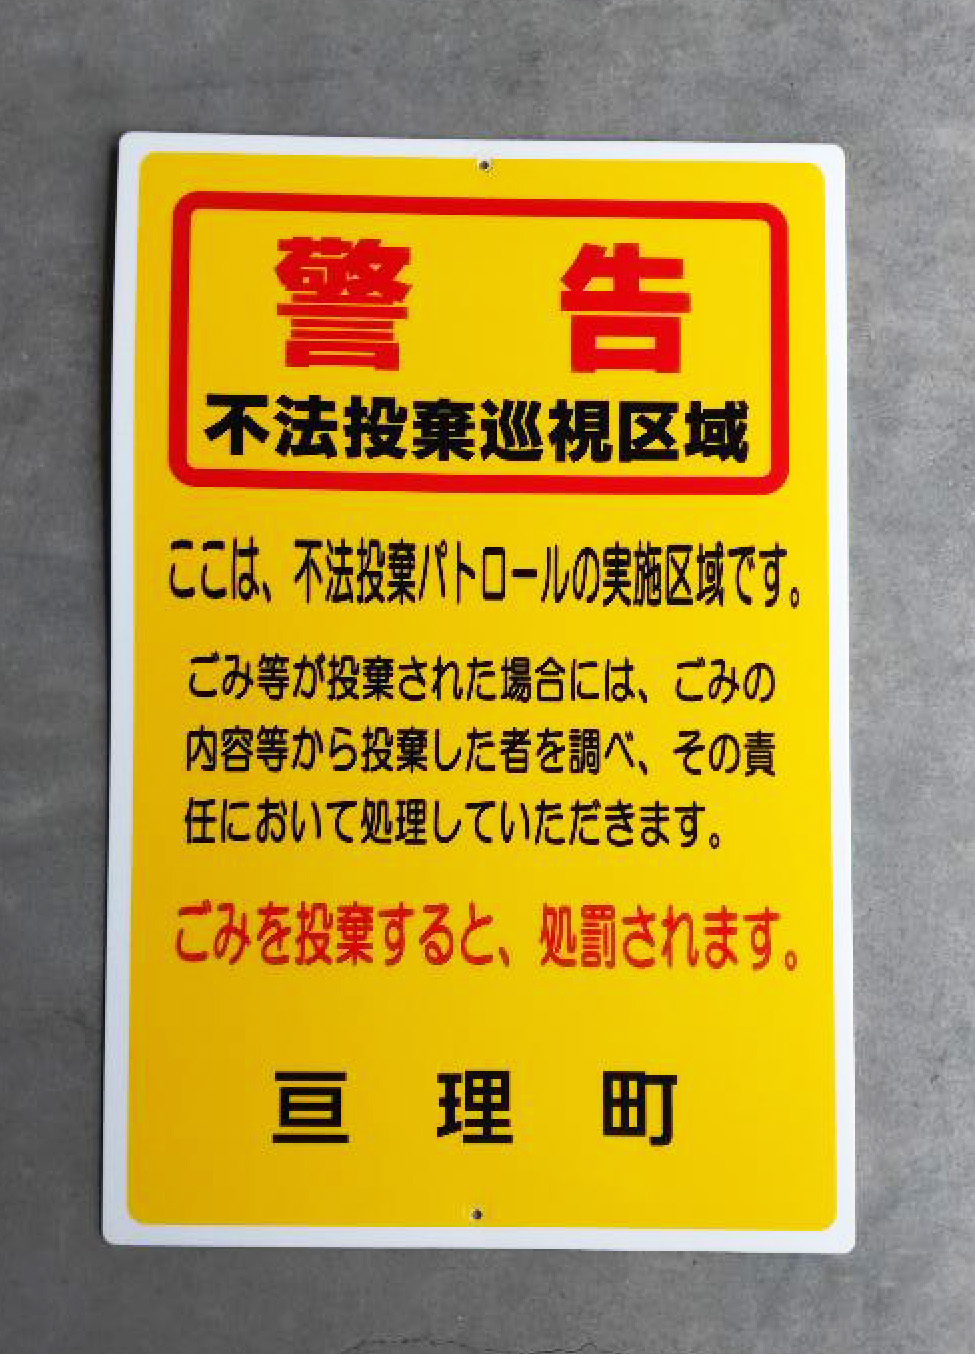 警 告
不法投棄巡視区域
ここは、不法投棄パトロールの実施区域です。
ごみ等が投棄された場合には、ごみの
内容等から投棄した者を調べ、その責
任において処理していただきます。
ごみを投棄すると、処罰されます。
亘 理 町